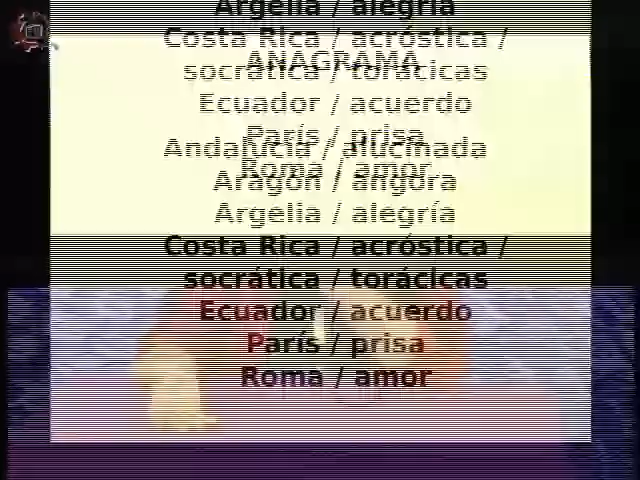 Argelia / alegría
Costa Rica / acróstica /
ANAGRAMA
socrática / torácicas
Ecuador / acuerdo
París / prisa
Andalucía / alucinada
Roma / amor
Aragón / angora
Argelia / alegría
Costa Rica / acróstica /
socrática / torácicas
Ecuador / acuerdo
París / prisa
Roma / amor